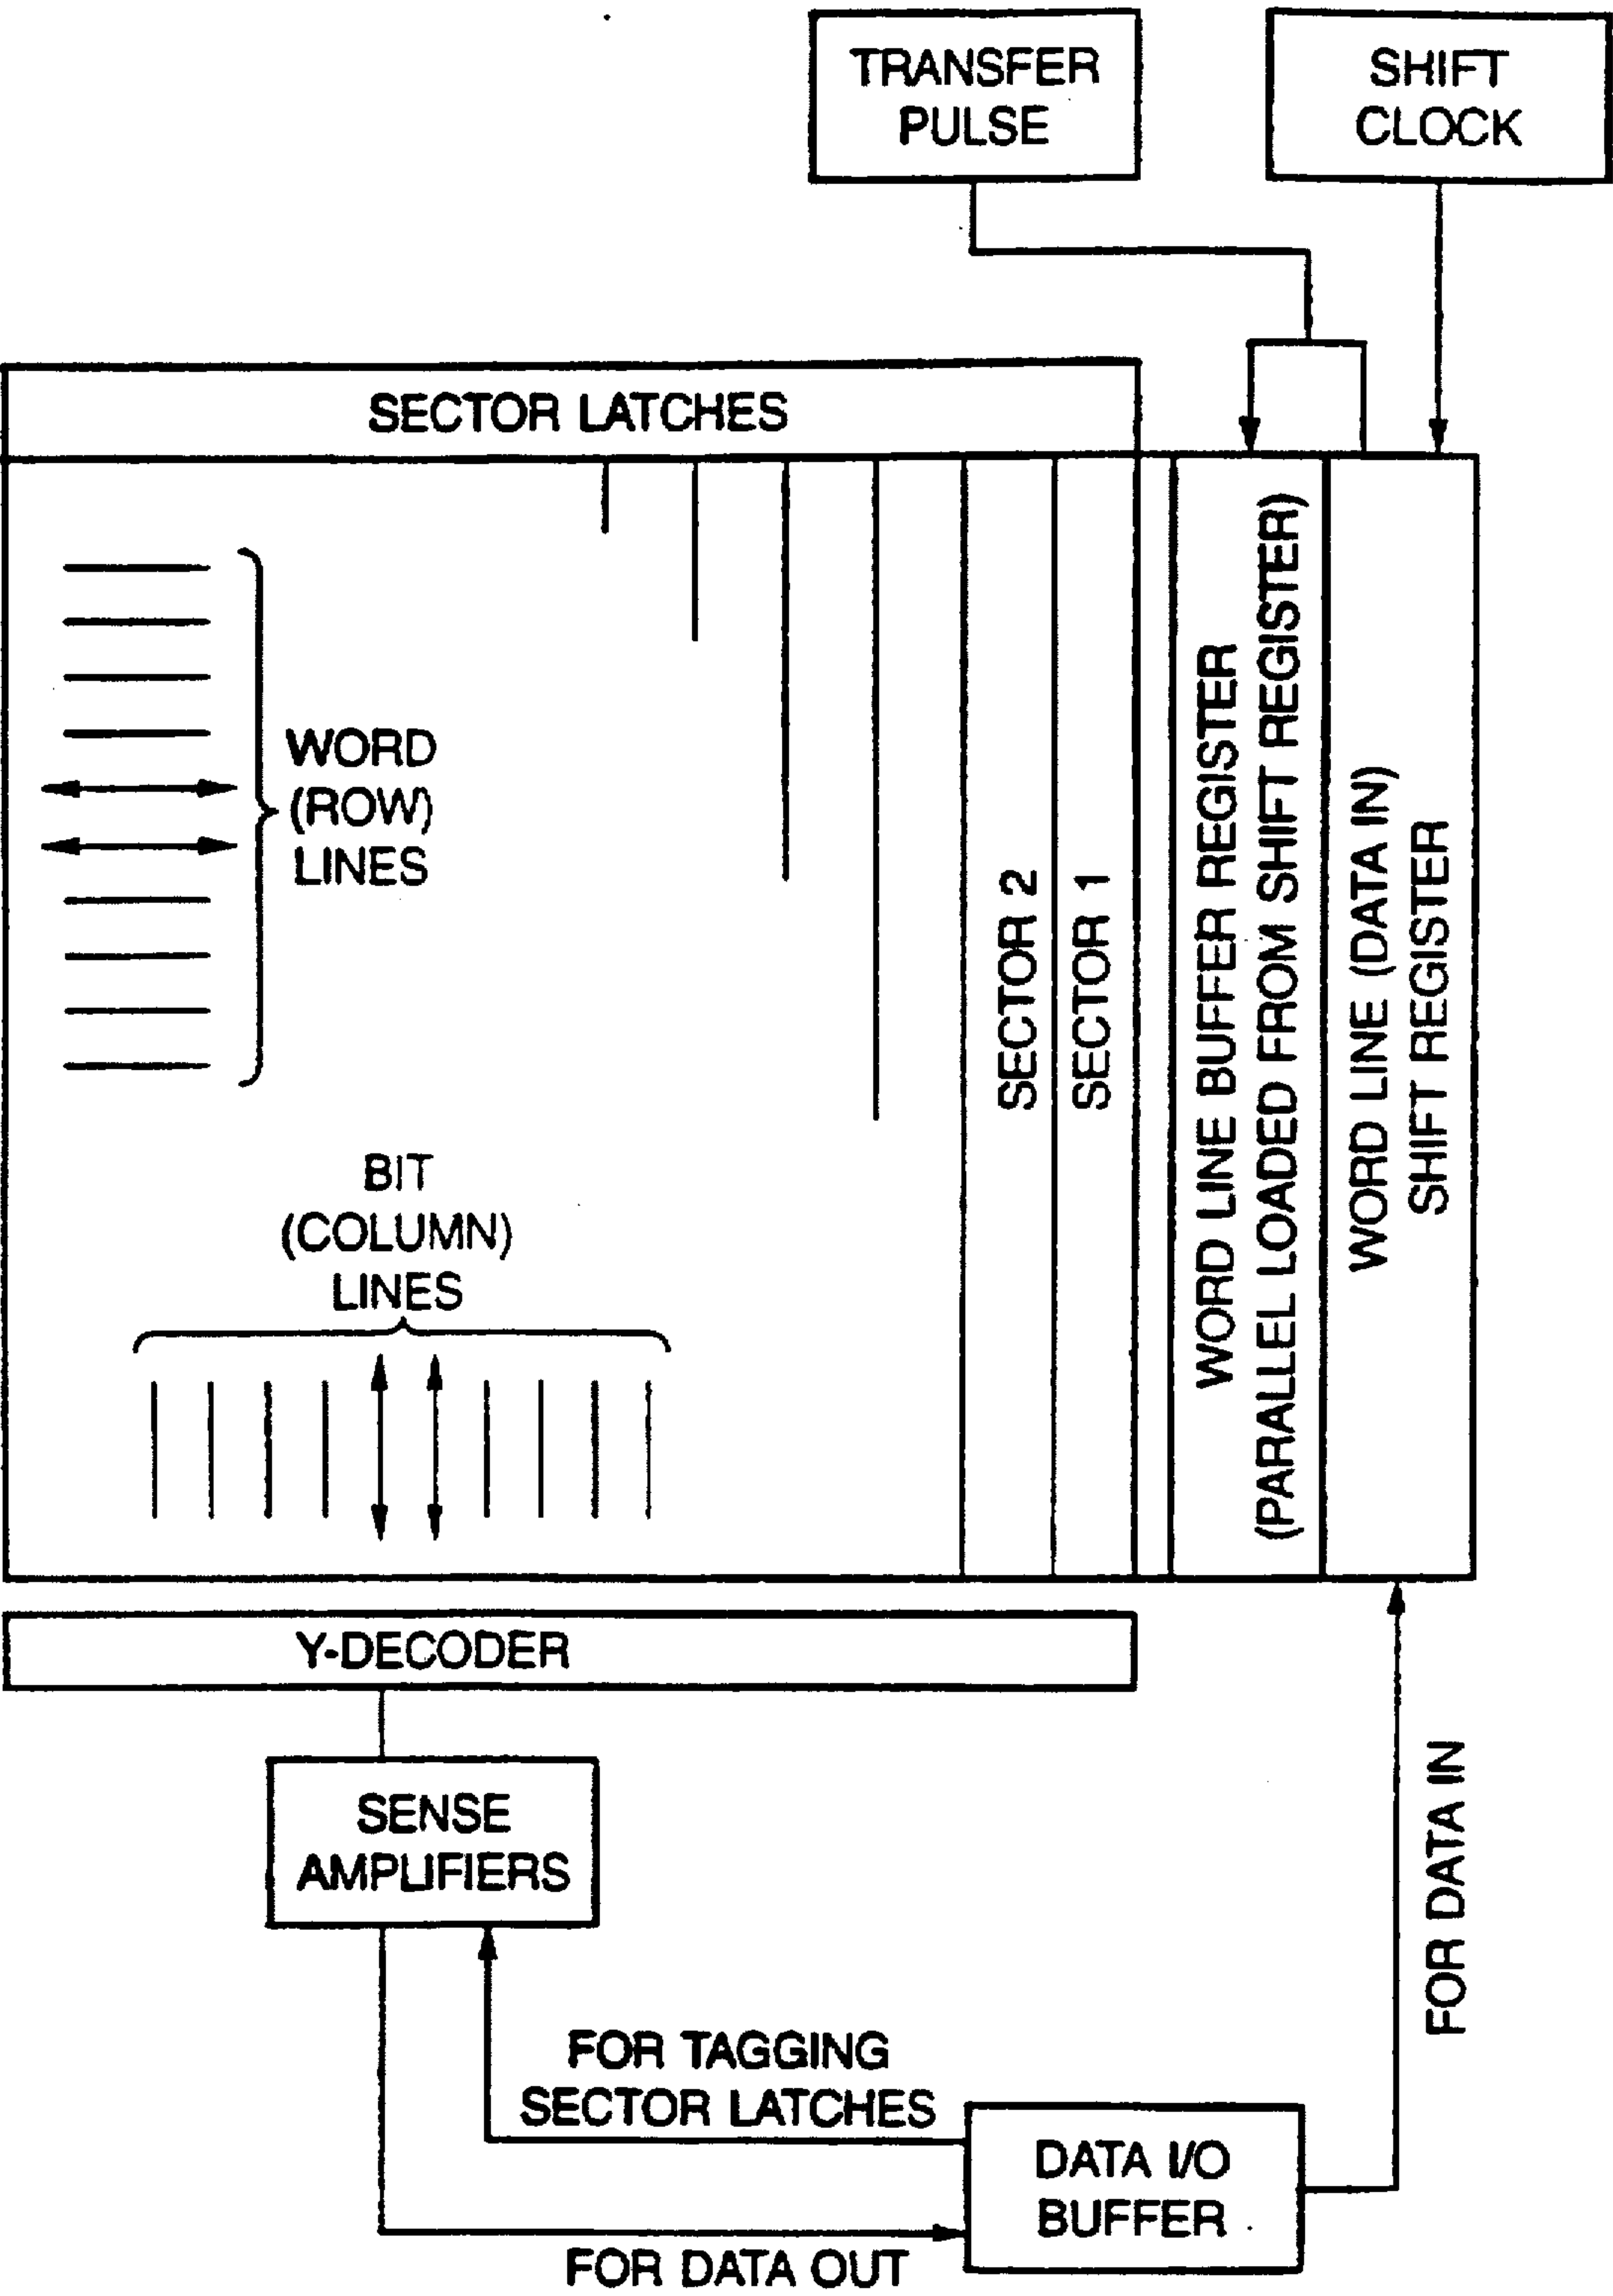 TRANSFER
PULSE
SHIFT
CLOCK
SECTOR LATCHES
WORD
(ROW)
LINES
BIT
(COLUMN)
LINES
SECTOR 2
SECTOR 1
WORD LINE BUFFER REGISTER
(PARALLEL LOADED FROM SHIFT REGISTER)
WORD LINE (DATA IN)
SHIFT REGISTER
Y-DECODER
SENSE
AMPLIFIERS
FOR DATA IN
FOR TAGGING
SECTOR LATCHES
DATA I/O
BUFFER
FOR DATA OUT